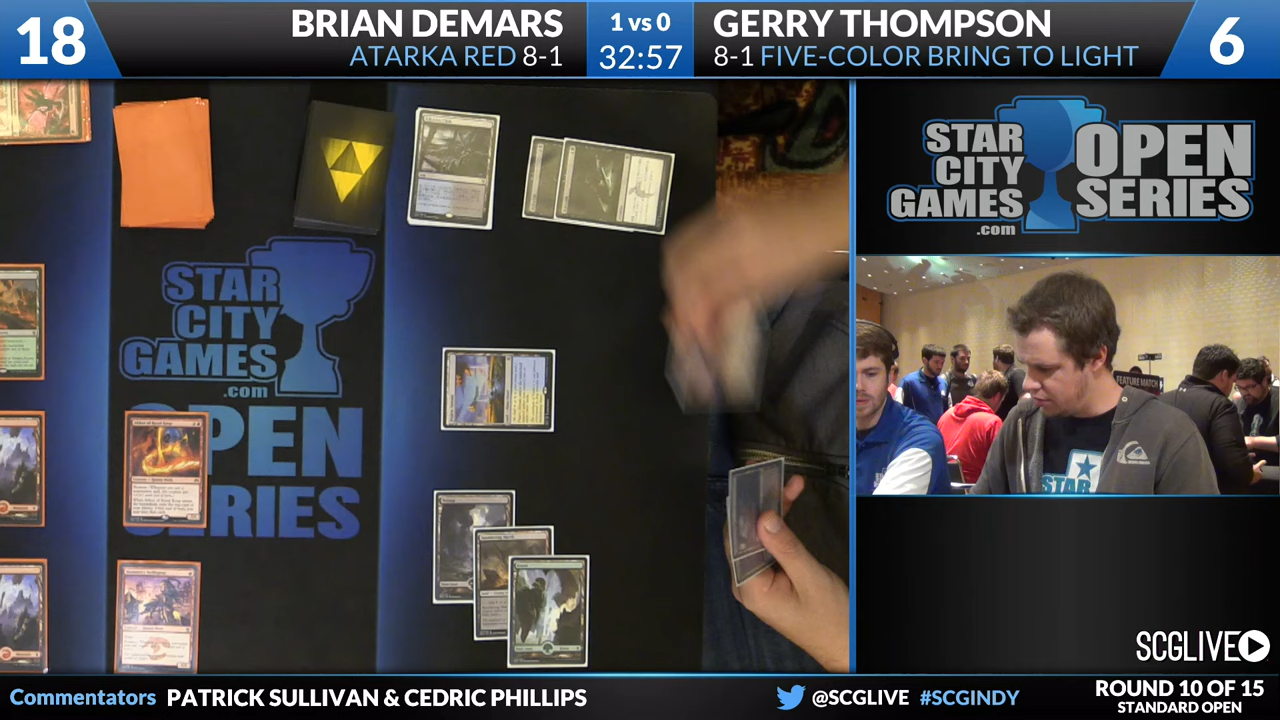 18
BRIAN DEMARS
ATARKA RED 8-1
1 vs 0
32:57
GERRY THOMPSON
8-1 FIVE-COLOR BRING TO LIGHT
6
STAR
CITY
GAMES
.com
OPEN
SERIES
STAR
CITY
GAMES
.com
OPEN
SERIES
FEATURE MATCH
STAR
SCGLIVE
Commentators PATRICK SULLIVAN & CEDRIC PHILLIPS
@SCGLIVE #SCGINDY
ROUND 10 OF 15
STANDARD OPEN